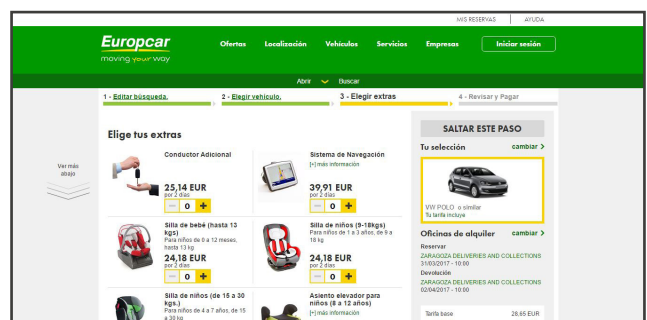 MIS RESERVAS
AYUDA
Europcar
moving your way
Ofertas
Localización
Vehículos
Servicios
Empresas
Iniciar sesión
Abrir
Buscar
1 - Editar búsqueda.
2 - Elegir vehículo.
3 - Elegir extras
4 - Revisar y Pagar
Ver más
abajo
Elige tus extras
Conductor Adicional
25,14 EUR
por 2 días
− 0 +
Sistema de Navegación
[+] más información
39,91 EUR
por 2 días
− 0 +
Silla de bebé (hasta 13
kgs)
Para niños de 0 a 12 meses,
hasta 13 kg
24,18 EUR
por 2 días
− 0 +
Silla de niños (9-18kgs)
Para niños de 1 a 3 años, de 9 a
18 kg
24,18 EUR
por 2 días
− 0 +
Silla de niños (de 15 a 30
kgs.)
Para niños de 4 a 7 años, de 15
a 30 kg
Asiento elevador para
niños (8 a 12 años)
[+] más información
SALTAR ESTE PASO
Tu selección
cambiar >
VW POLO o similar
Tu tarifa incluye
Oficinas de alquiler
cambiar >
Reservar
ZARAGOZA DELIVERIES AND COLLECTIONS
31/03/2017 - 10:00
Devolución
ZARAGOZA DELIVERIES AND COLLECTIONS
02/04/2017 - 10:00
Tarifa base
28,65 EUR